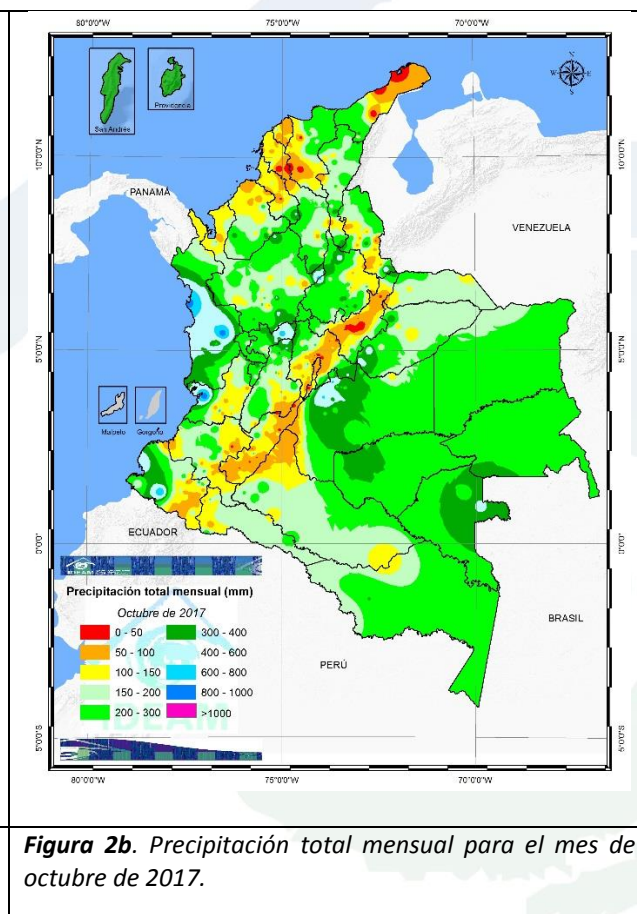 80°0'0"W 75°0'0"W 70°0'0"W
N
W E
S
San Andres
Providencia
10°0'0"N
10°0'0"N
PANAMÁ
VENEZUELA
5°0'0"N
5°0'0"N
Malpelo Gorgona
ECUADOR
0°0'0"
0°0'0"
IDEAM
Precipitación total mensual (mm)
Octubre de 2017
0 - 50 300 - 400
50 - 100 400 - 600
100 - 150 600 - 800
150 - 200 800 - 1000
200 - 300 >1000
IDEAM
BRASIL
PERÚ
5°0'0"S
5°0'0"S
80°0'0"W 75°0'0"W 70°0'0"W
Figura 2b. Precipitación total mensual para el mes de
octubre de 2017.